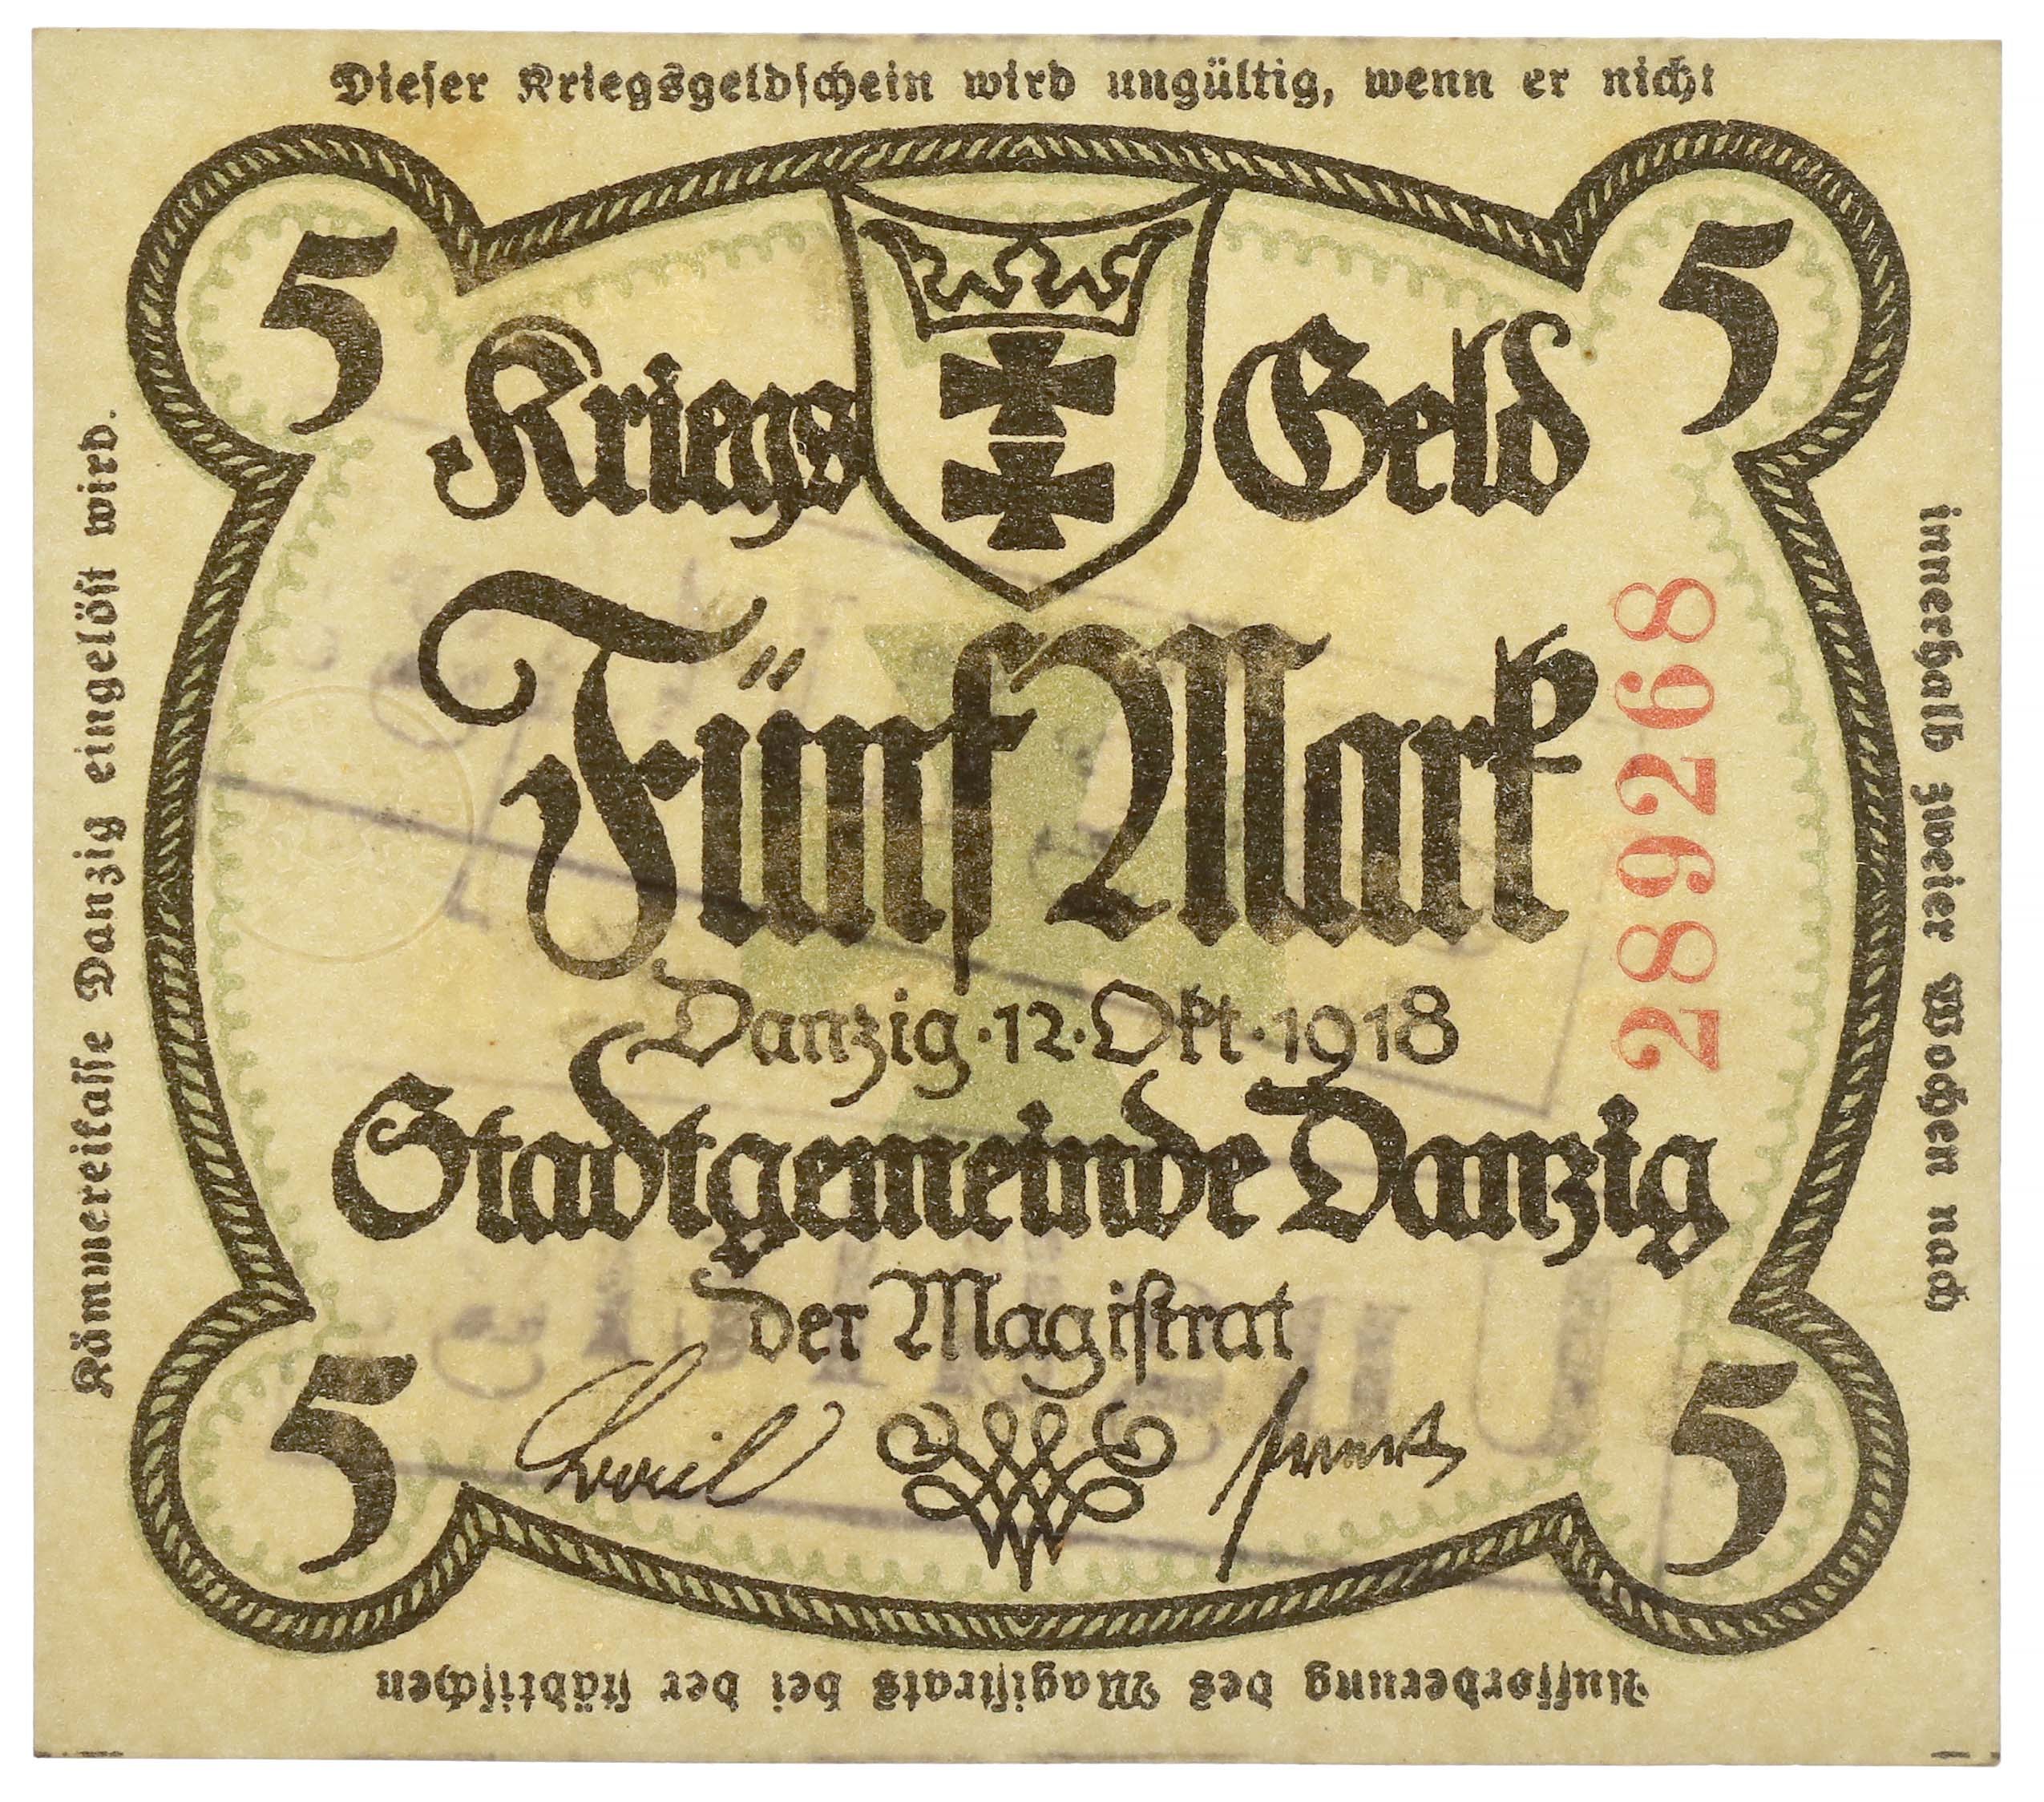 Dieser Kriegsgeldschein wird ungültig, wenn er nicht
innerhalb zweier Wochen nach
Aufforderung des Magistrats bei der städtischen
Kämmereikasse Danzig eingelöst wird.
5 5
Kriegs Geld
Fünf Mark
289268
Danzig · 12 · Okt · 1918
Stadtgemeinde Danzig
der Magistrat
5 5